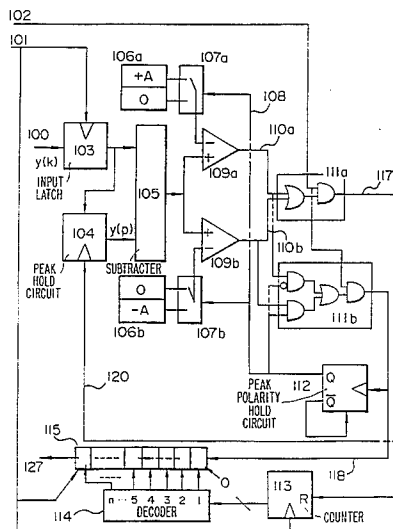 102
101
106a
107a
+A
0
108
110a
100
y(k)
103
INPUT
LATCH
105
109a
111a
117
104
y(p)
PEAK
HOLD
CIRCUIT
SUBTRACTER
109b
110b
0
-A
106b
107b
111b
120
PEAK
POLARITY
HOLD
CIRCUIT
112
Q
Q̅
115
127
0
118
n ··· 5 4 3 2 1
DECODER
114
113
R
COUNTER